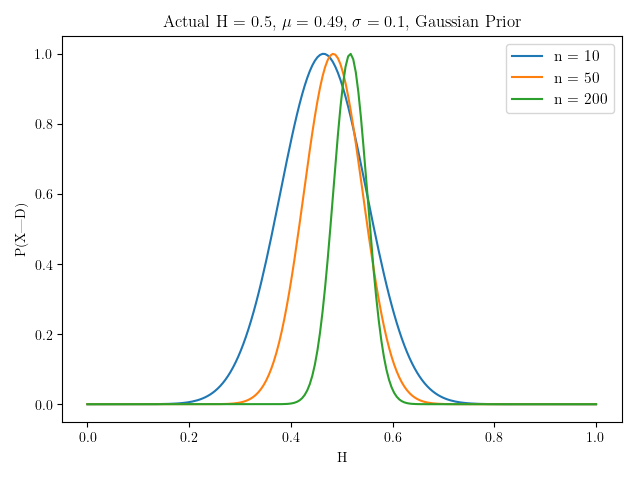 Actual H = 0.5, μ = 0.49, σ = 0.1, Gaussian Prior
n = 10
n = 50
n = 200
P(X—D)
1.0
0.8
0.6
0.4
0.2
0.0
0.0 0.2 0.4 0.6 0.8 1.0
H